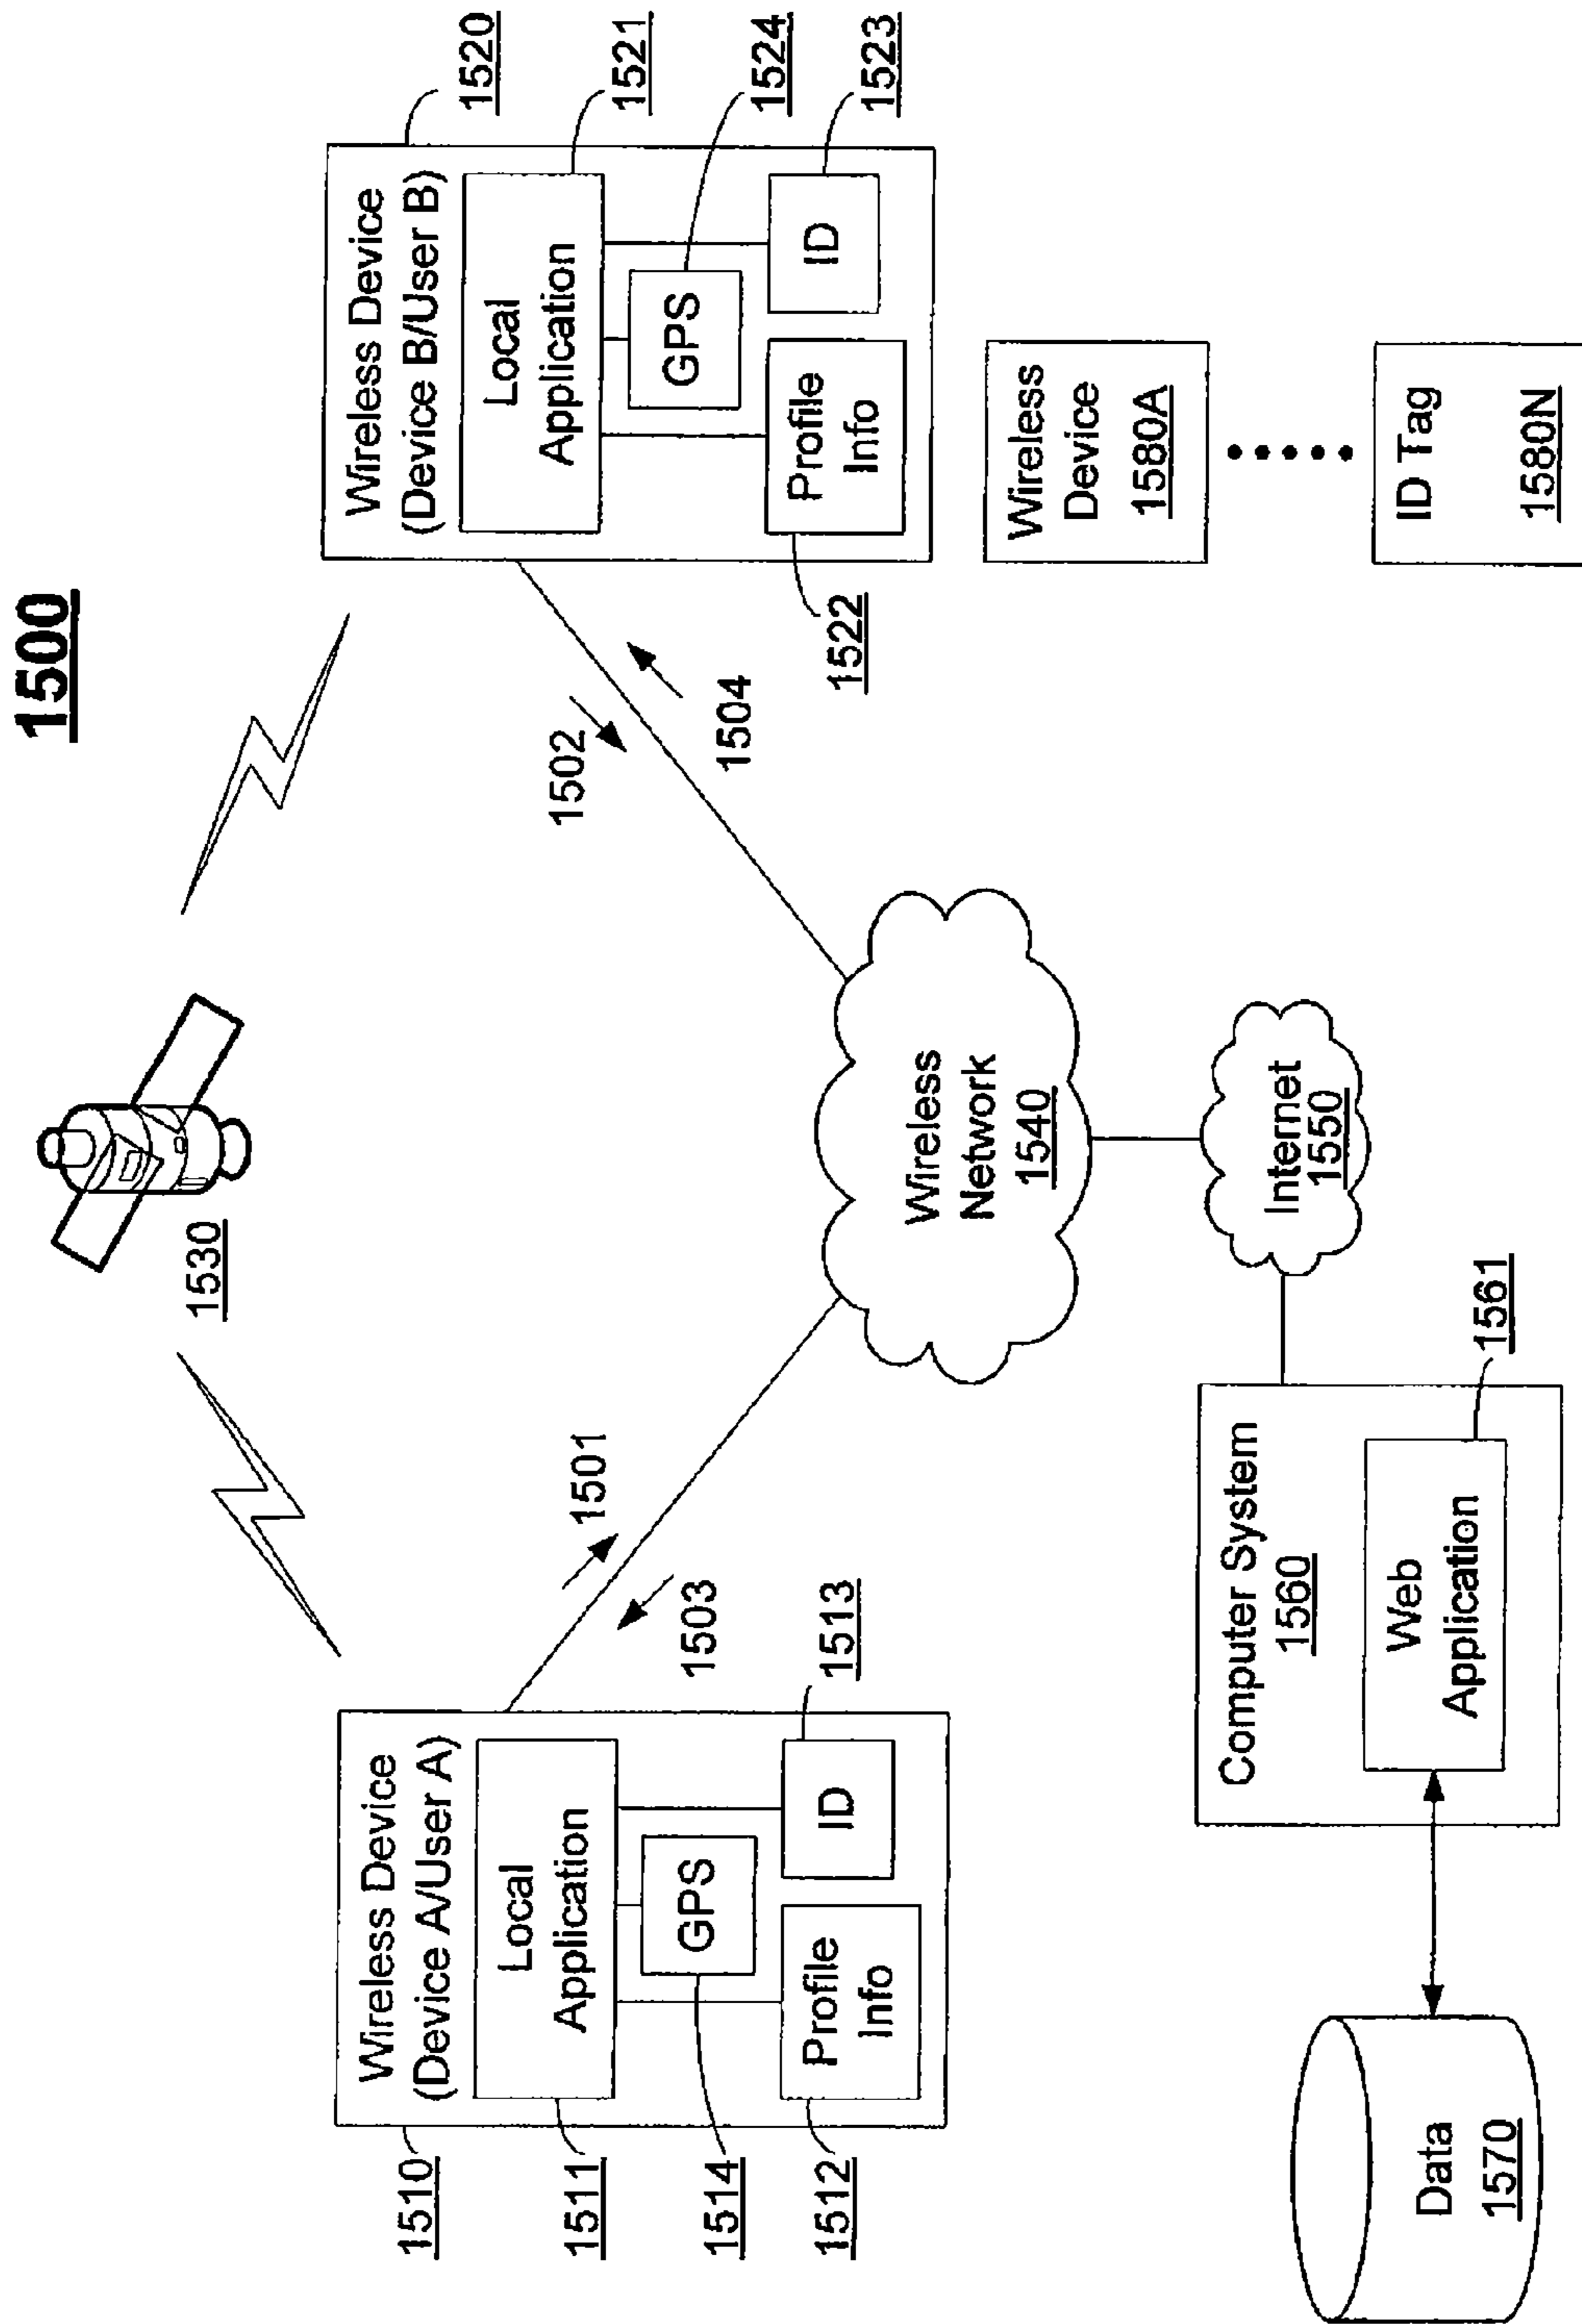 1500
1530
1510
Wireless Device
(Device A/User A)
1511
Local
Application
1514
GPS
1512
Profile
Info
ID
1513
1501
1503
1520
Wireless Device
(Device B/User B)
Local
Application
1521
GPS
1524
Profile
Info
1522
ID
1523
1502
1504
Wireless
Network
1540
Internet
1550
Computer System
1560
Web
Application
1561
Data
1570
Wireless
Device
1580A
ID Tag
1580N